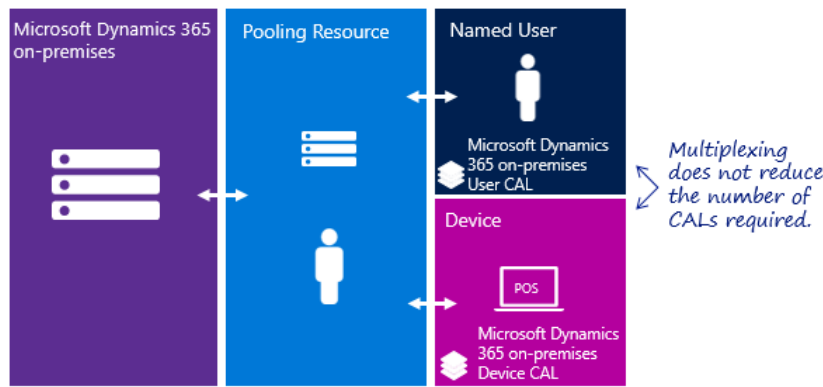 Microsoft Dynamics 365
on-premises
Pooling Resource
Named User
Microsoft Dynamics
365 on-premises
User CAL
Device
POS
Microsoft Dynamics
365 on-premises
Device CAL
Multiplexing
does not reduce
the number of
CALs required.